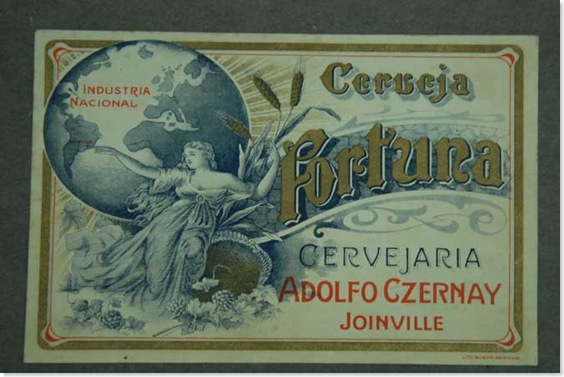 INDUSTRIA
NACIONAL
Cerveja
Fortuna
CERVEJARIA
ADOLFO CZERNAY
JOINVILLE